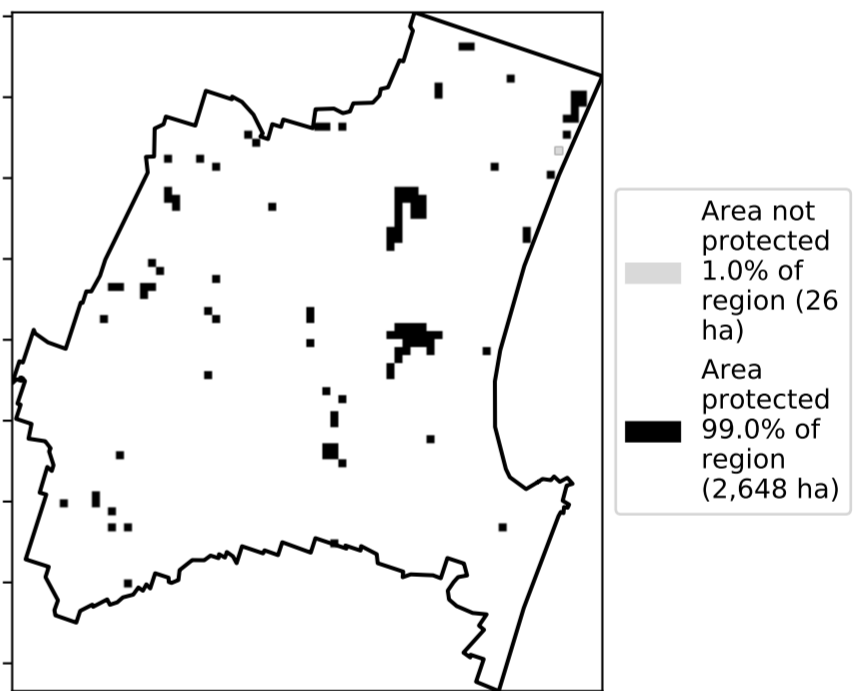 Area not
protected
1.0% of
region (26
ha)
Area
protected
99.0% of
region
(2,648 ha)